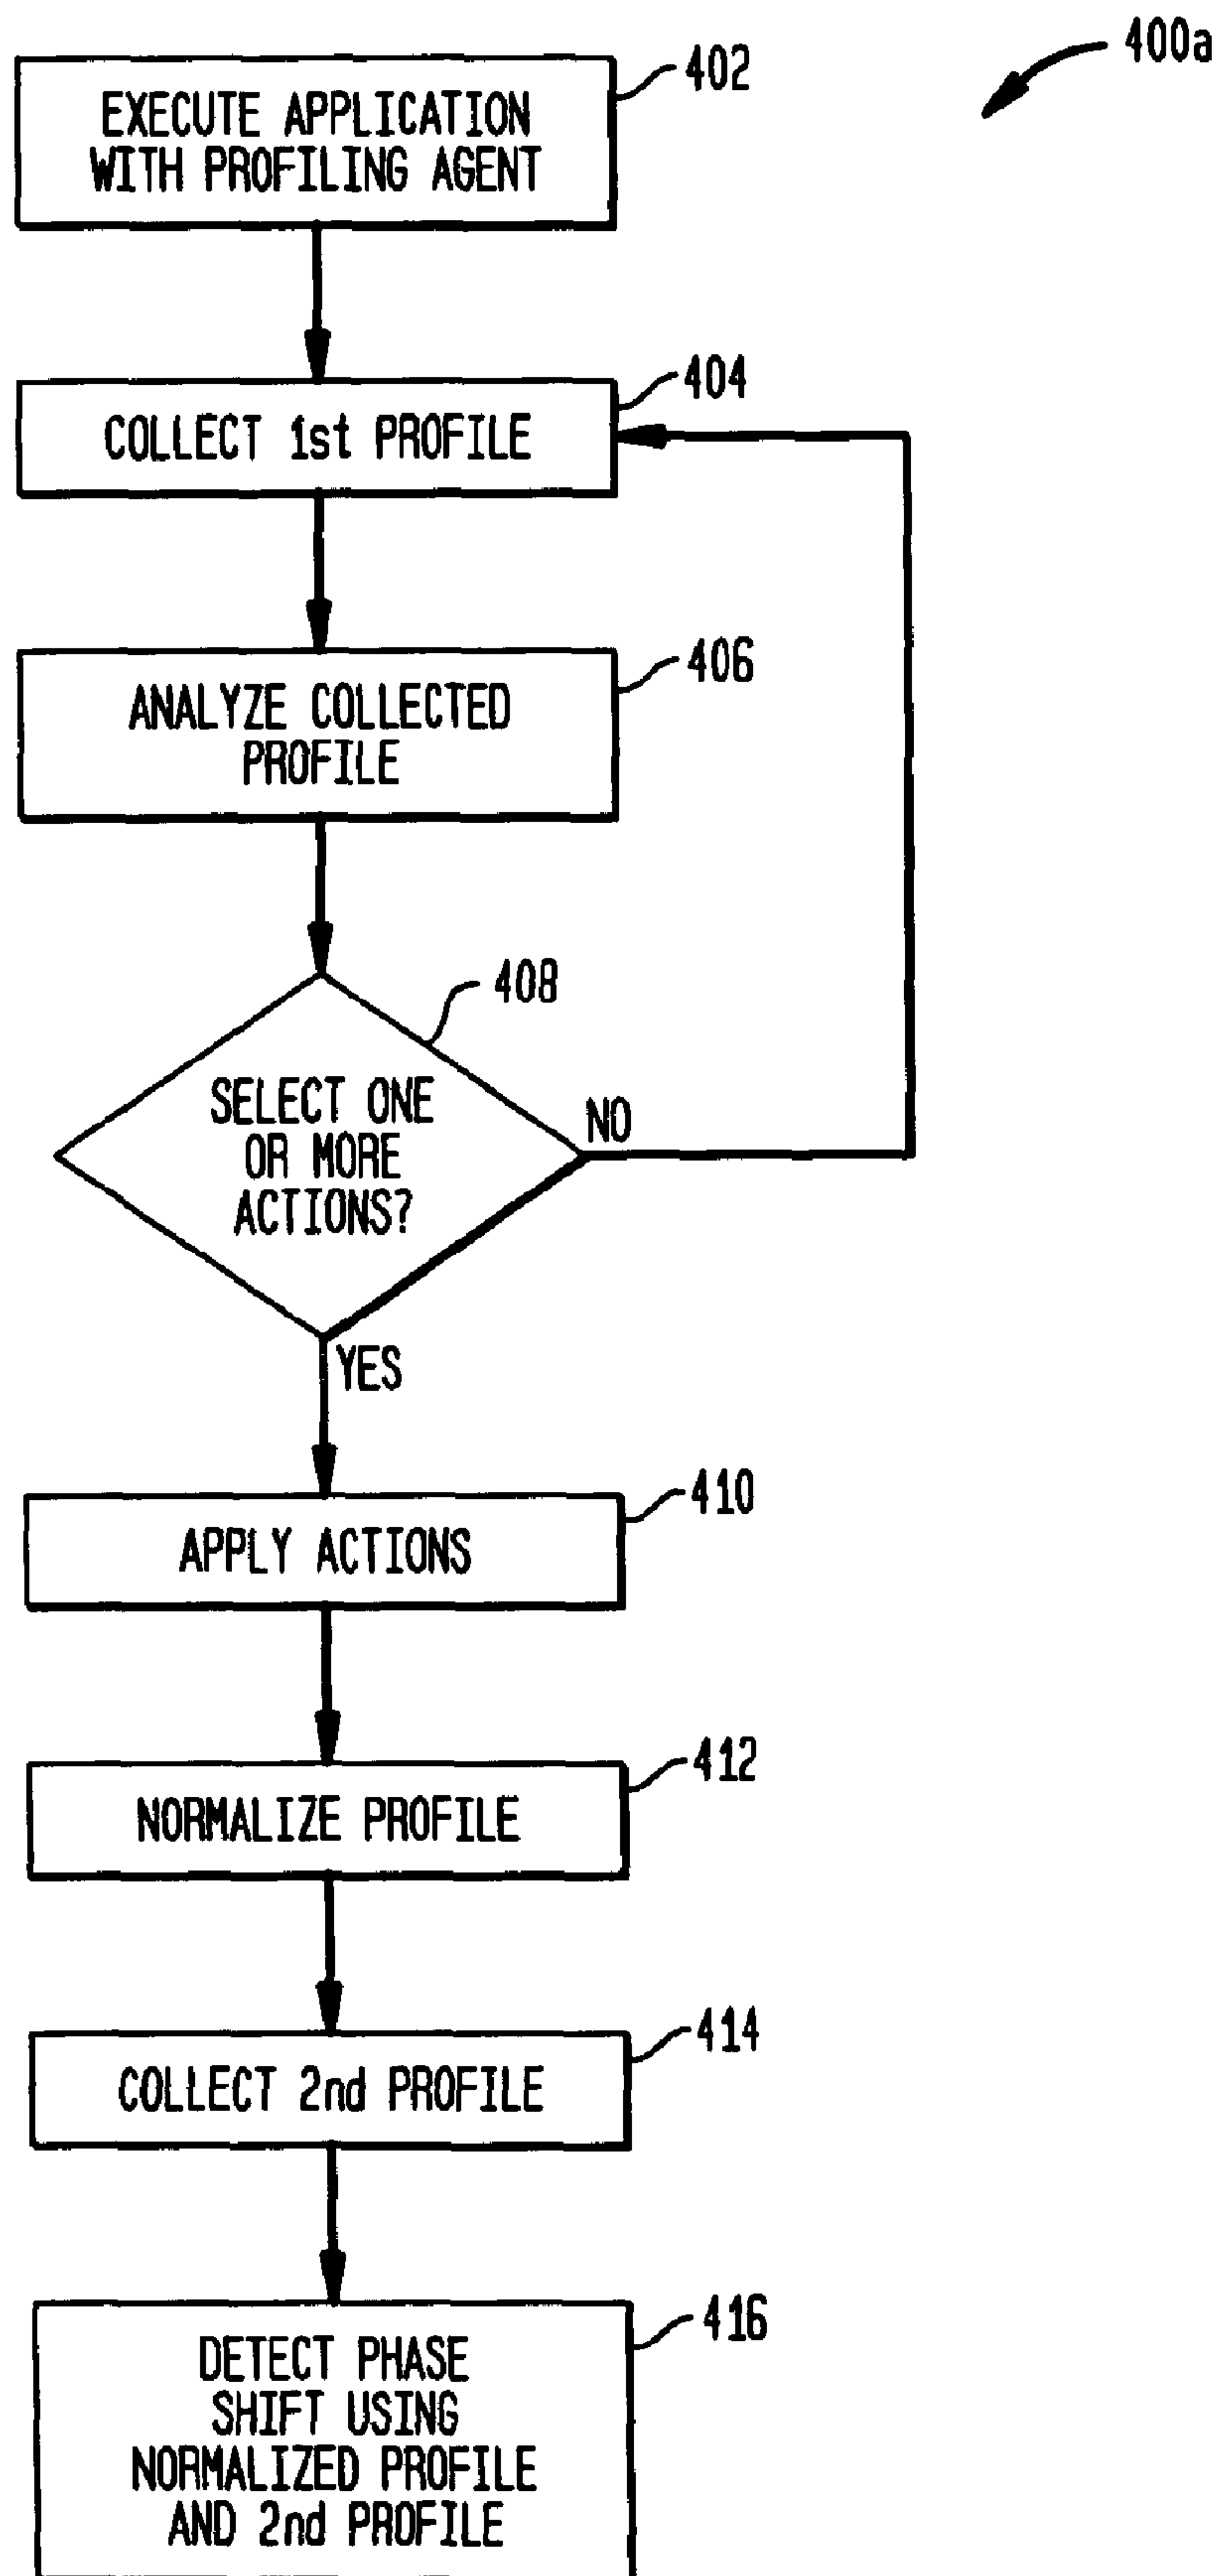 400a
402
EXECUTE APPLICATION
WITH PROFILING AGENT
404
COLLECT 1st PROFILE
406
ANALYZE COLLECTED
PROFILE
408
SELECT ONE
OR MORE
ACTIONS?
NO
YES
410
APPLY ACTIONS
412
NORMALIZE PROFILE
414
COLLECT 2nd PROFILE
416
DETECT PHASE
SHIFT USING
NORMALIZED PROFILE
AND 2nd PROFILE